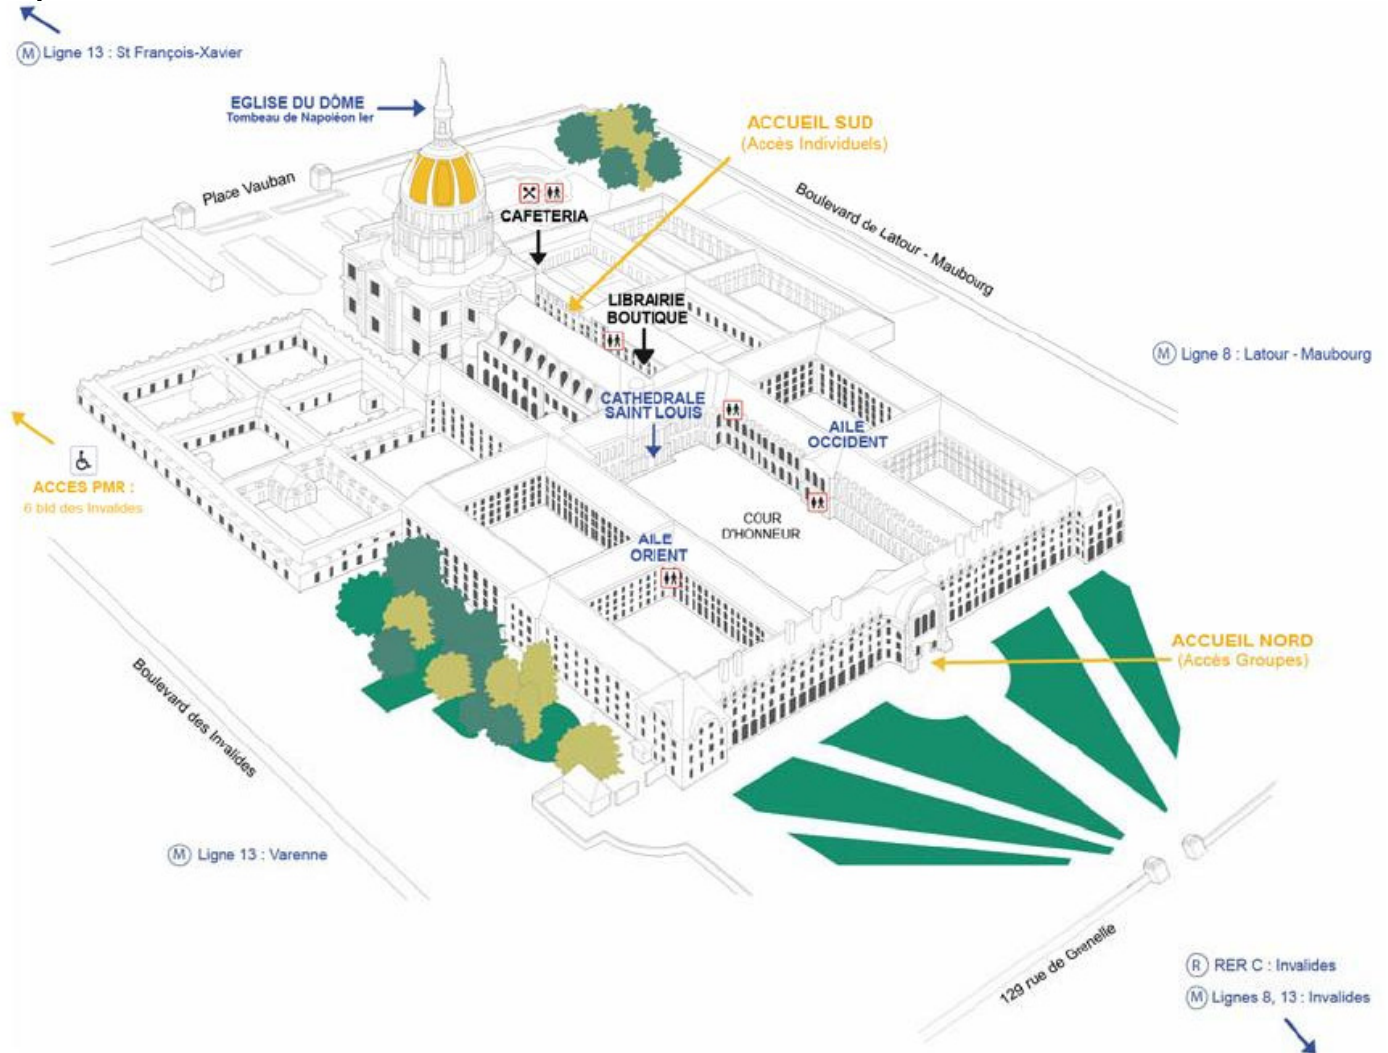 Ⓜ Ligne 13 : St François-Xavier
EGLISE DU DÔME
Tombeau de Napoléon Ier
ACCUEIL SUD
(Accès Individuels)
Place Vauban
CAFETERIA
Boulevard de Latour - Maubourg
LIBRAIRIE
BOUTIQUE
Ⓜ Ligne 8 : Latour - Maubourg
CATHEDRALE
SAINT LOUIS
AILE
OCCIDENT
ACCES PMR :
6 bld des Invalides
COUR
D'HONNEUR
AILE
ORIENT
ACCUEIL NORD
(Accès Groupes)
Boulevard des Invalides
Ⓜ Ligne 13 : Varenne
129 rue de Grenelle
Ⓡ RER C : Invalides
Ⓜ Lignes 8, 13 : Invalides